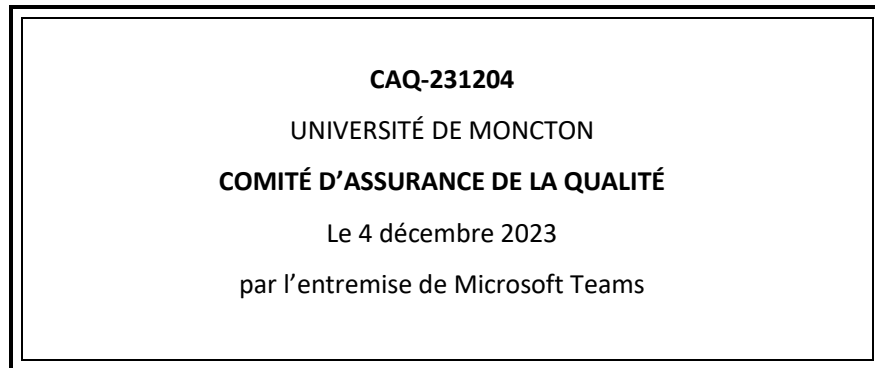 CAQ-231204
UNIVERSITÉ DE MONCTON
COMITÉ D’ASSURANCE DE LA QUALITÉ
Le 4 décembre 2023
par l’entremise de Microsoft Teams